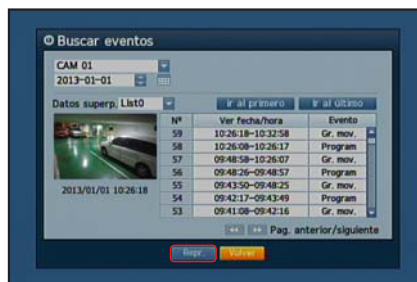 Buscar eventos
CAM 01
2013-01-01
Datos superp. List0
Ir al primero Ir al último
Nº Ver fecha/hora Evento
59 10:26:18-10:32:58 Gr. mov.
58 10:26:08-10:26:17 Program
57 09:48:58-10:26:07 Gr. mov.
56 09:48:26-09:48:57 Program
55 09:43:50-09:48:25 Gr. mov.
54 09:42:17-09:43:49 Program
53 09:41:08-09:42:16 Gr. mov.
2013/01/01 10:26:18
Pag. anterior/siguiente
Repr. Volver